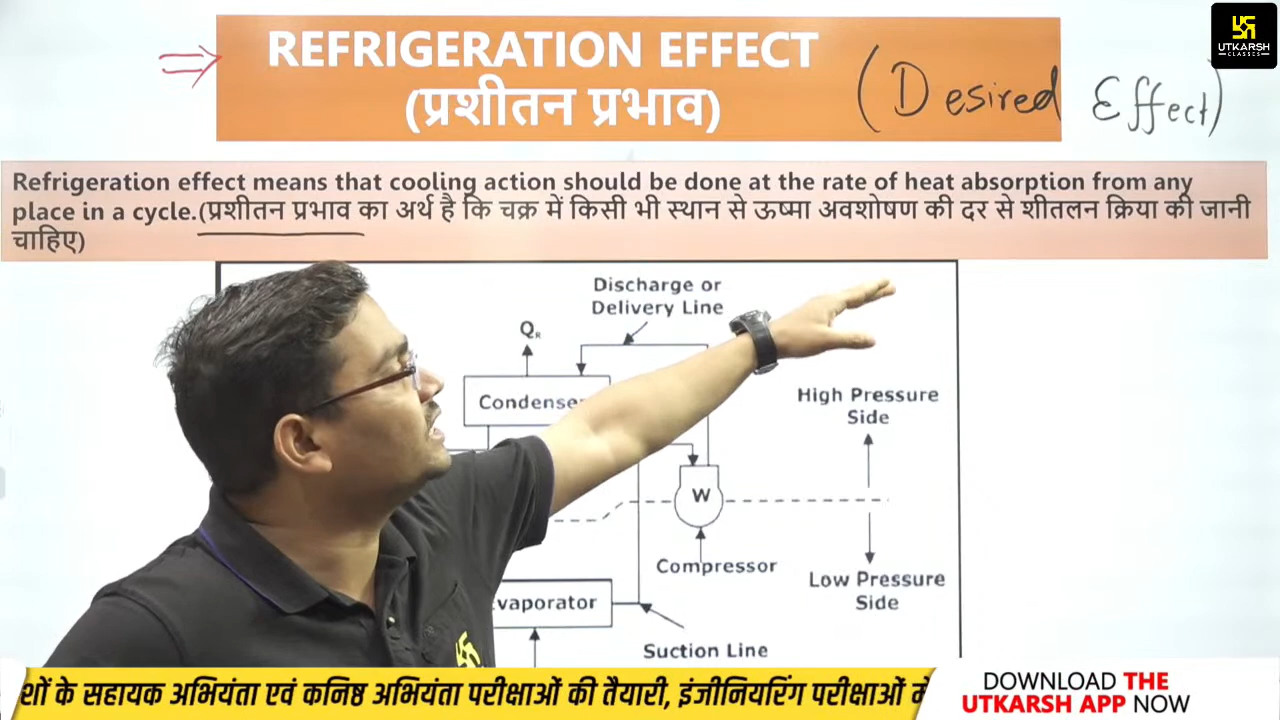 REFRIGERATION EFFECT
(प्रशीतन प्रभाव)
(Desired Effect)
UTKARSH
CLASSES
Refrigeration effect means that cooling action should be done at the rate of heat absorption from any
place in a cycle.(प्रशीतन प्रभाव का अर्थ है कि चक्र में किसी भी स्थान से ऊष्मा अवशोषण की दर से शीतलन क्रिया की जानी
चाहिए)
Discharge or
Delivery Line
QR
Condense
High Pressure
Side
W
Compressor
Low Pressure
Side
vaporator
Suction Line
शों के सहायक अभियंता एवं कनिष्ठ अभियंता परीक्षाओं की तैयारी, इंजीनियरिंग परीक्षाओं में
DOWNLOAD THE
UTKARSH APP NOW